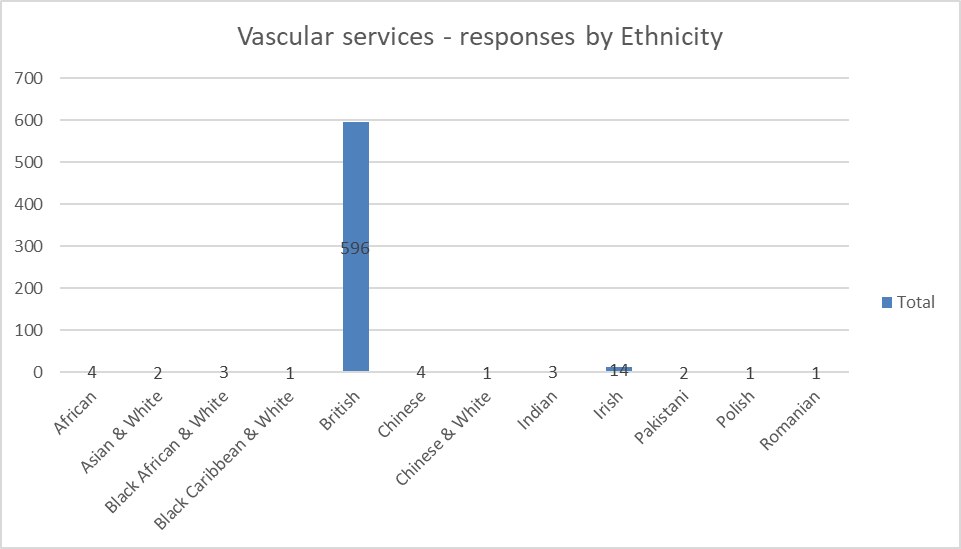 Vascular services - responses by Ethnicity
700
600
500
400
300
200
100
0
596
4
2
3
1
4
1
3
14
2
1
1
African
Asian & White
Black African & White
Black Caribbean & White
British
Chinese
Chinese & White
Indian
Irish
Pakistani
Polish
Romanian
Total